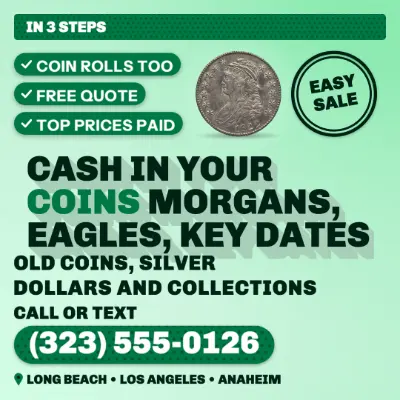 IN 3 STEPS
COIN ROLLS TOO
FREE QUOTE
TOP PRICES PAID
EASY
SALE
CASH IN YOUR
COINS MORGANS,
EAGLES, KEY DATES
OLD COINS, SILVER
DOLLARS AND COLLECTIONS
CALL OR TEXT
(323) 555-0126
LONG BEACH • LOS ANGELES • ANAHEIM